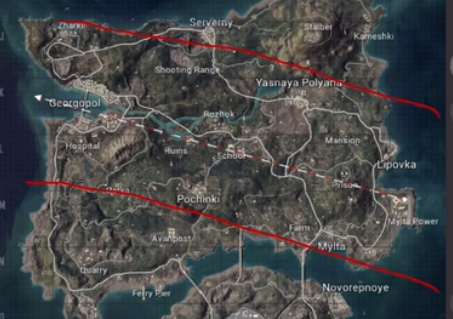 Zharki
Severny
Stalber
Kameshki
Shooting Range
Yasnaya Polyana
Georgopol
Rozhok
Hospital
Ruins
School
Mansion
Lipovka
Prison
Gatka
Pochinki
Mylta Power
Avanpost
Farm
Mylta
Quarry
Ferry Pier
Novorepnoye